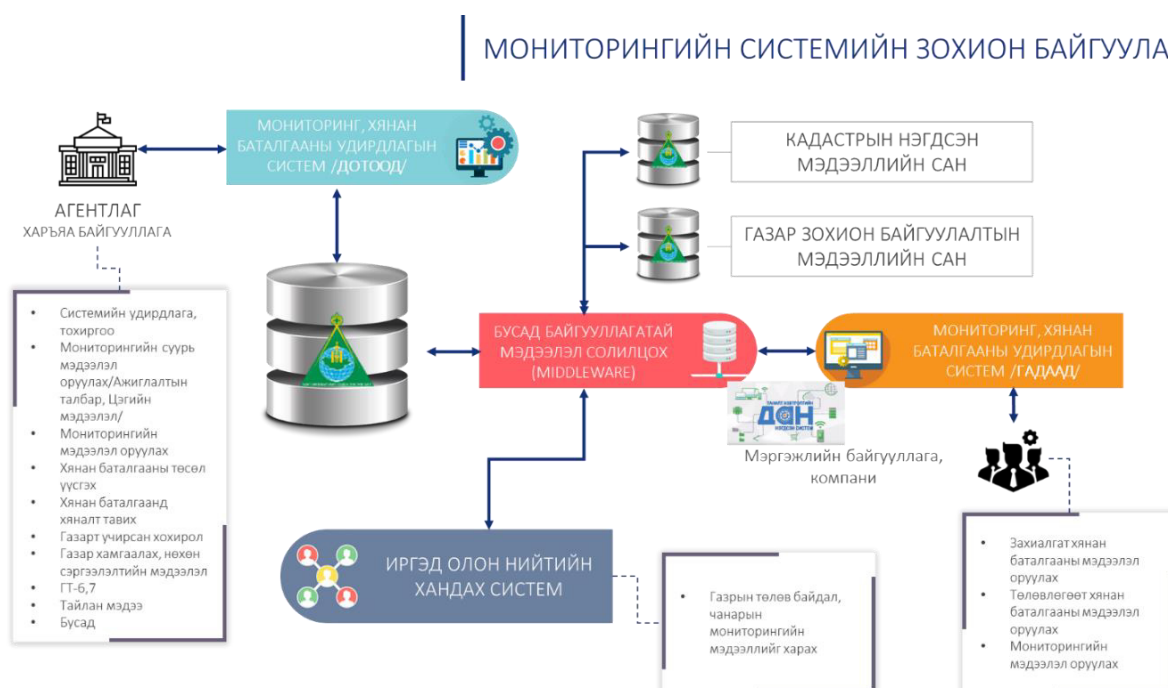 МОНИТОРИНГИЙН СИСТЕМИЙН ЗОХИОН БАЙГУУЛА
МОНИТОРИНГ, ХЯНАН
БАТАЛГААНЫ УДИРДЛАГЫН
СИСТЕМ /ДОТООД/
АГЕНТЛАГ
ХАРЪЯА БАЙГУУЛЛАГА
КАДАСТРЫН НЭГДСЭН
МЭДЭЭЛЛИЙН САН
ГАЗАР ЗОХИОН БАЙГУУЛАЛТЫН
МЭДЭЭЛЛИЙН САН
• Системийн удирдлага,
тохиргоо
• Мониторингийн суурь
мэдээлэл
оруулах/Ажиглалтын
талбар, Цэгийн
мэдээлэл/
• Мониторингийн
мэдээлэл оруулах
• Хянан баталгааны төсөл
үүсгэх
• Хянан баталгаанд
хяналт тавих
• Газарт учирсан хохирол
• Газар хамгаалах, нөхөн
сэргээлэлтийн мэдээлэл
• ГТ-6,7
• Тайлан мэдээ
• Бусад
БУСАД БАЙГУУЛЛАГАТАЙ
МЭДЭЭЛЭЛ СОЛИЛЦОХ
(MIDDLEWARE)
МОНИТОРИНГ, ХЯНАН
БАТАЛГААНЫ УДИРДЛАГЫН
СИСТЕМ /ГАДААД/
ДАН
НЭГДСЭН СИСТЕМ
Мэргэжлийн байгууллага,
компани
ИРГЭД ОЛОН НИЙТИЙН
ХАНДАХ СИСТЕМ
• Газрын төлөв байдал,
чанарын
мониторингийн
мэдээллийг харах
• Захиалгат хянан
баталгааны мэдээлэл
оруулах
• Төлөвлөгөөт хянан
баталгааны мэдээлэл
оруулах
• Мониторингийн
мэдээлэл оруулах